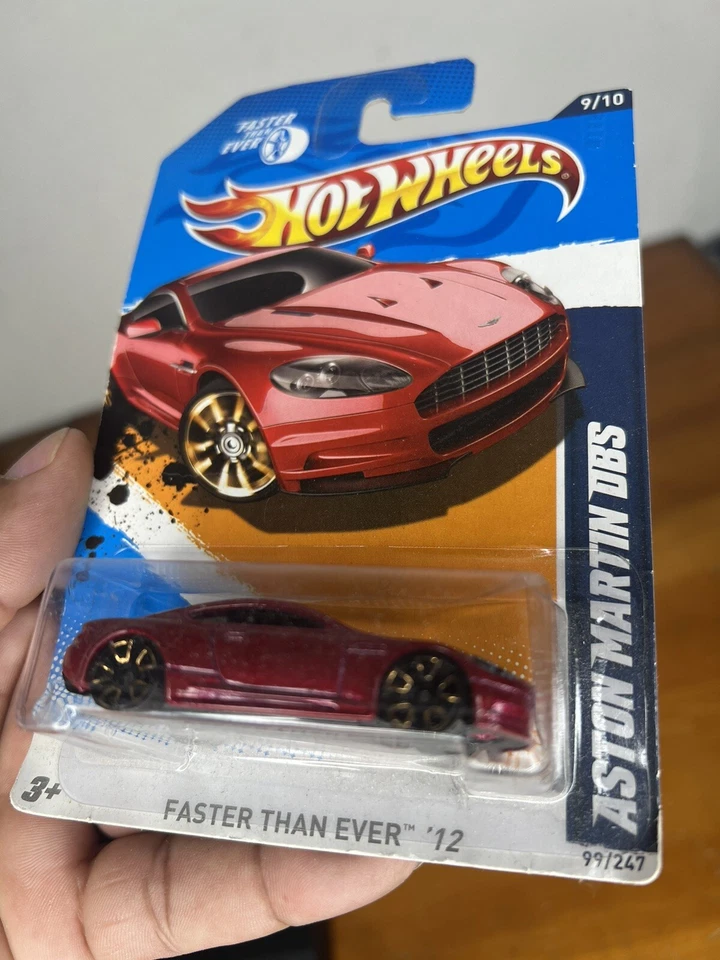 FASTER
THAN
EVER
9/10
HOT WHEELS®
ASTON MARTIN DBS
3+
FASTER THAN EVER™ '12
99/247